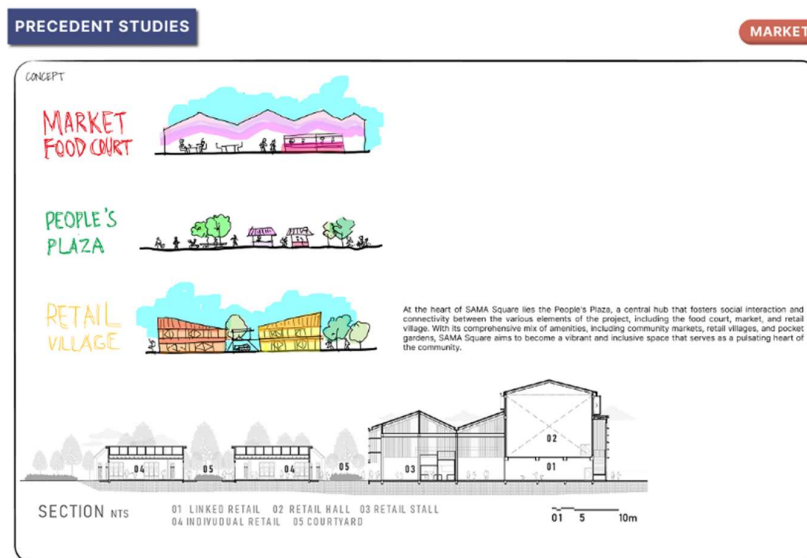 PRECEDENT STUDIES
MARKET
CONCEPT
MARKET
FOOD COURT
PEOPLE'S
PLAZA
RETAIL
VILLAGE
At the heart of SAMA Square lies the People's Plaza, a central hub that fosters social interaction and
connectivity between the various elements of the project, including the food court, market, and retail
village. With its comprehensive mix of amenities, including community markets, retail villages, and pocket
gardens, SAMA Square aims to become a vibrant and inclusive space that serves as a pulsating heart of
the community.
04 05 04 05 03 02 01
SECTION NTS
01 LINKED RETAIL 02 RETAIL HALL 03 RETAIL STALL
04 INDIVUDUAL RETAIL 05 COURTYARD
01 5 10m